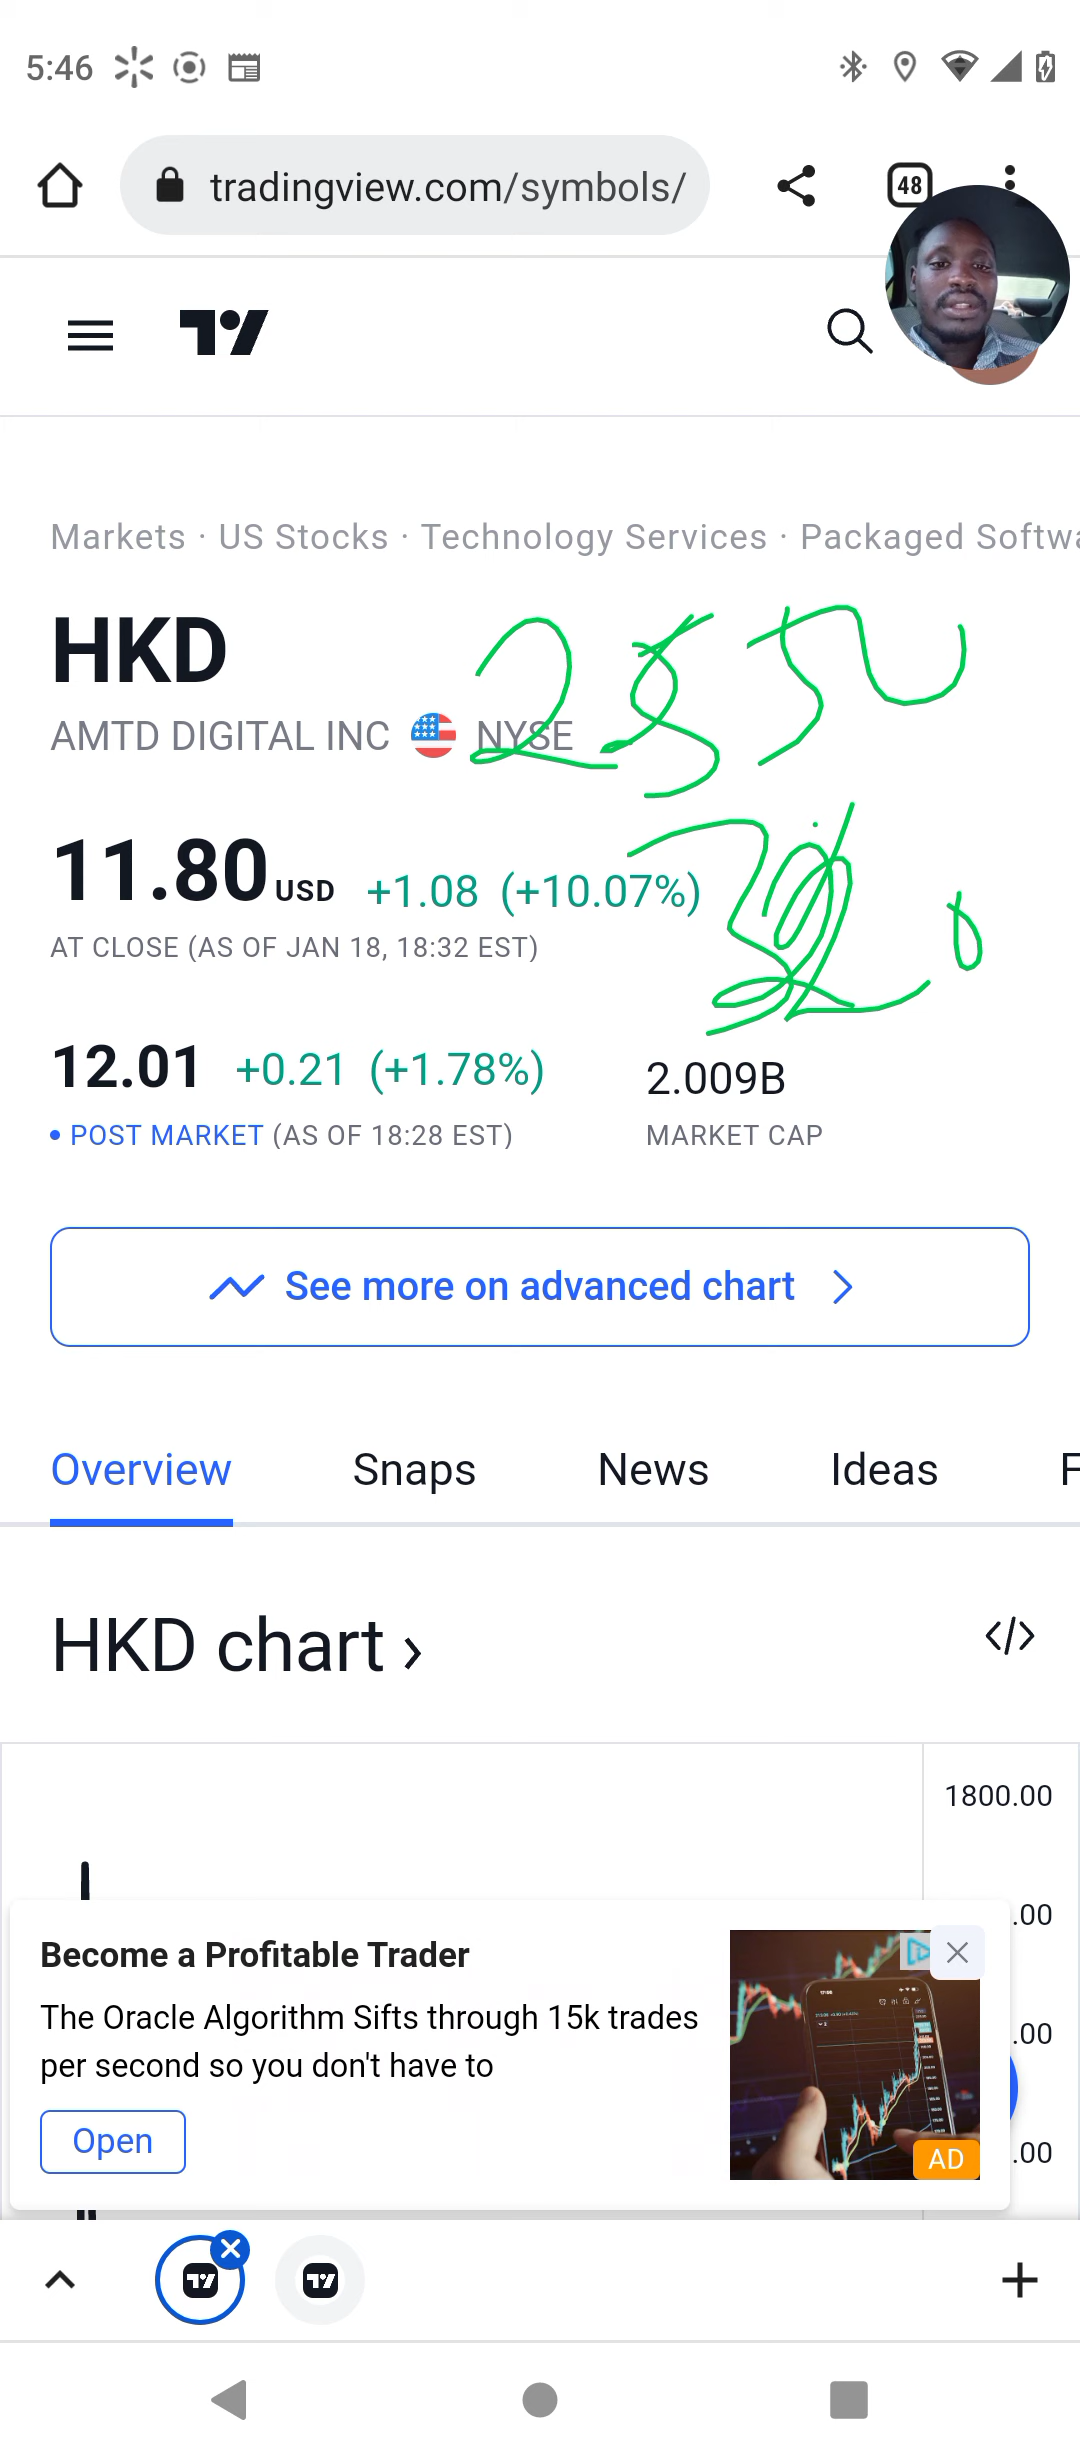 5:46
tradingview.com/symbols/
48
Markets · US Stocks · Technology Services · Packaged Softwa
HKD
AMTD DIGITAL INC NYSE
11.80 USD +1.08 (+10.07%)
AT CLOSE (AS OF JAN 18, 18:32 EST)
12.01 +0.21 (+1.78%)
• POST MARKET (AS OF 18:28 EST)
2.009B
MARKET CAP
See more on advanced chart
Overview Snaps News Ideas F
HKD chart ›
</>
1800.00
.00
.00
.00
Become a Profitable Trader
The Oracle Algorithm Sifts through 15k trades
per second so you don't have to
Open
AD